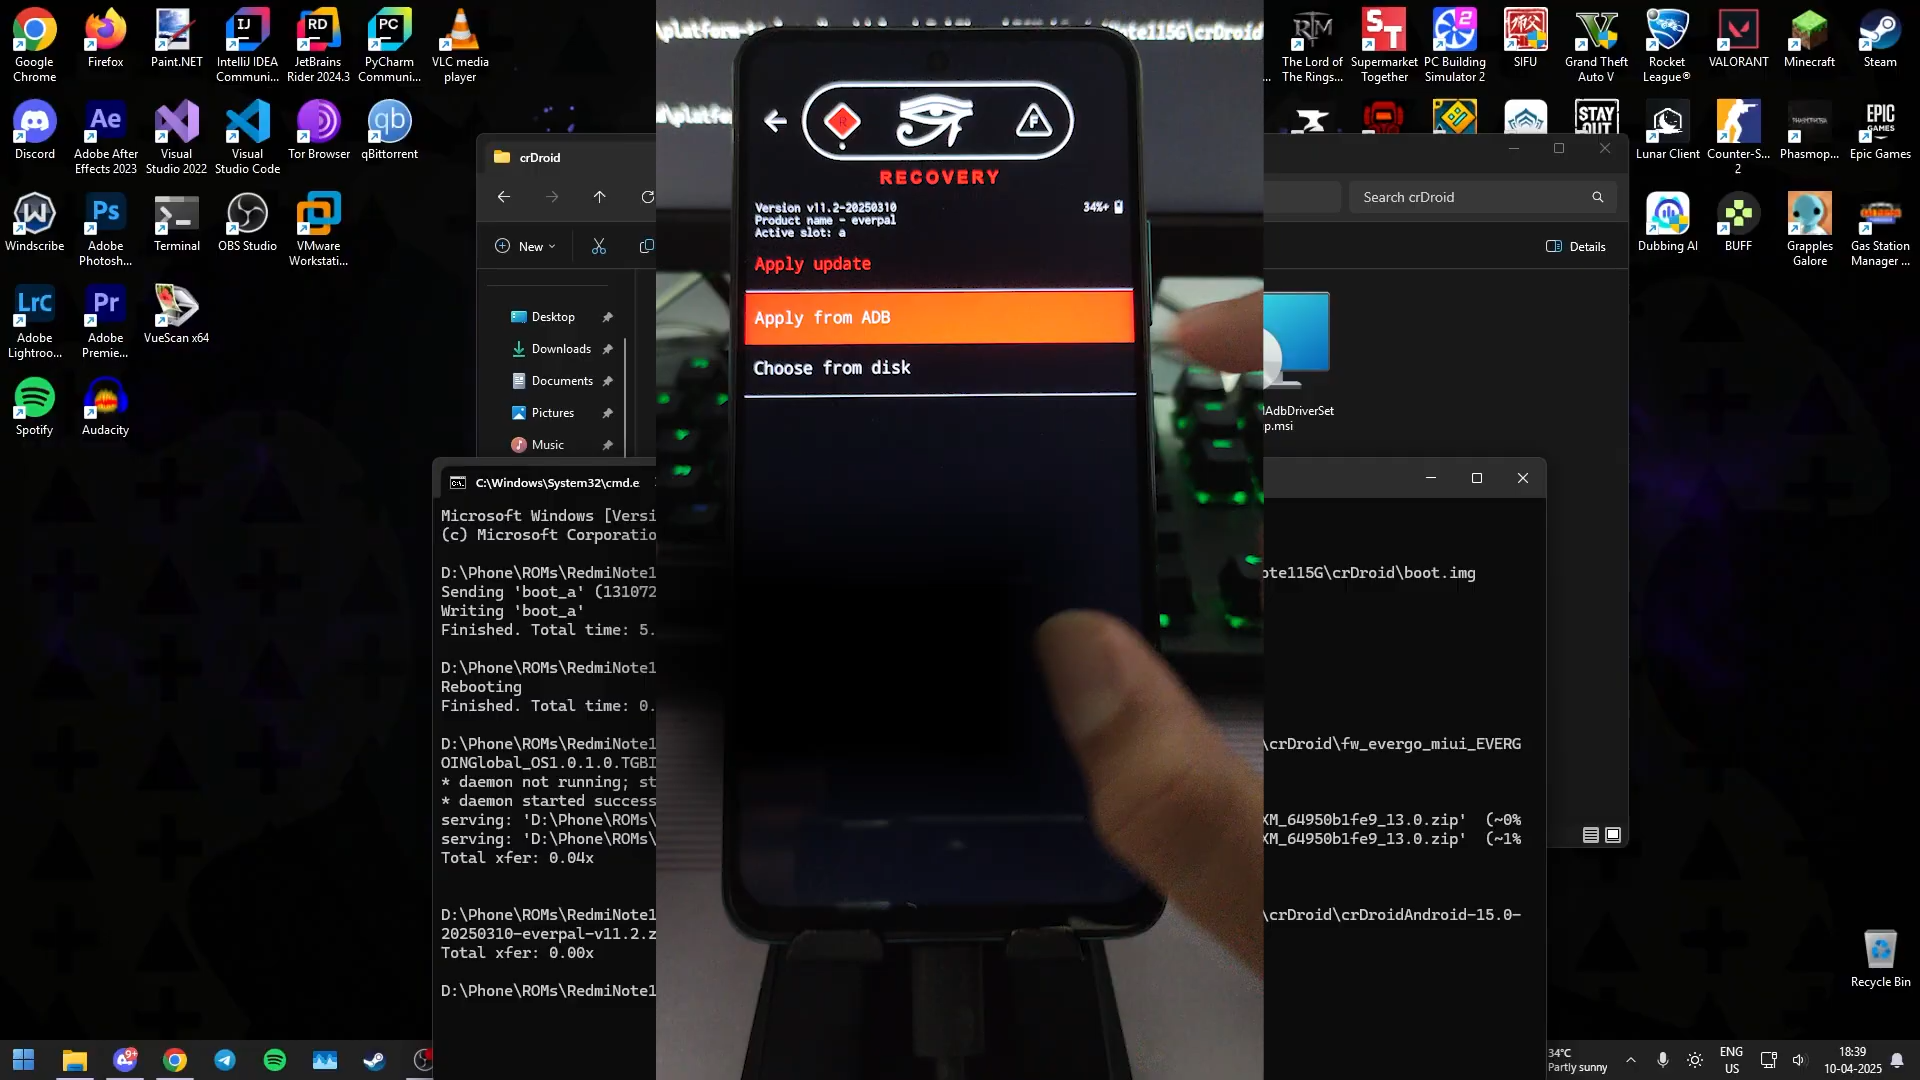 Google Chrome
Firefox
Paint.NET
IntelliJ IDEA Communi...
JetBrains Rider 2024.3
PyCharm Communi...
VLC media player
Discord
Adobe After Effects 2023
Visual Studio 2022
Visual Studio Code
Tor Browser
qBittorrent
Windscribe
Adobe Photosh...
Terminal
OBS Studio
VMware Workstati...
Adobe Lightroo...
Adobe Premie...
VueScan x64
Spotify
Audacity
The Lord of The Rings...
Supermarket Together
PC Building Simulator 2
SIFU
Grand Theft Auto V
Rocket League®
VALORANT
Minecraft
Steam
STAY OUT
Lunar Client
Counter-S... 2
Phasmop...
Epic Games
Dubbing AI
BUFF
Grapples Galore
Gas Station Manager ...
Recycle Bin
crDroid
Search crDroid
New
Details
Desktop
Downloads
Documents
Pictures
Music
AdbDriverSet
p.msi
RECOVERY
Version v11.2-20250310
Product name - everpal
Active slot: a
34%+
Apply update
Apply from ADB
Choose from disk
C:\Windows\System32\cmd.e
Microsoft Windows [Versi
(c) Microsoft Corporatio
D:\Phone\ROMs\RedmiNote1
ote115G\crDroid\boot.img
Sending 'boot_a' (131072
Writing 'boot_a'
Finished. Total time: 5.
D:\Phone\ROMs\RedmiNote1
Rebooting
Finished. Total time: 0.
D:\Phone\ROMs\RedmiNote1
\crDroid\fw_evergo_miui_EVERG
OINGlobal_OS1.0.1.0.TGBI
* daemon not running; st
* daemon started success
serving: 'D:\Phone\ROMs\
XM_64950b1fe9_13.0.zip' (~0%
serving: 'D:\Phone\ROMs\
XM_64950b1fe9_13.0.zip' (~1%
Total xfer: 0.04x
D:\Phone\ROMs\RedmiNote1
\crDroid\crDroidAndroid-15.0-
20250310-everpal-v11.2.z
Total xfer: 0.00x
D:\Phone\ROMs\RedmiNote1
34°C
Partly sunny
ENG
US
18:39
10-04-2025